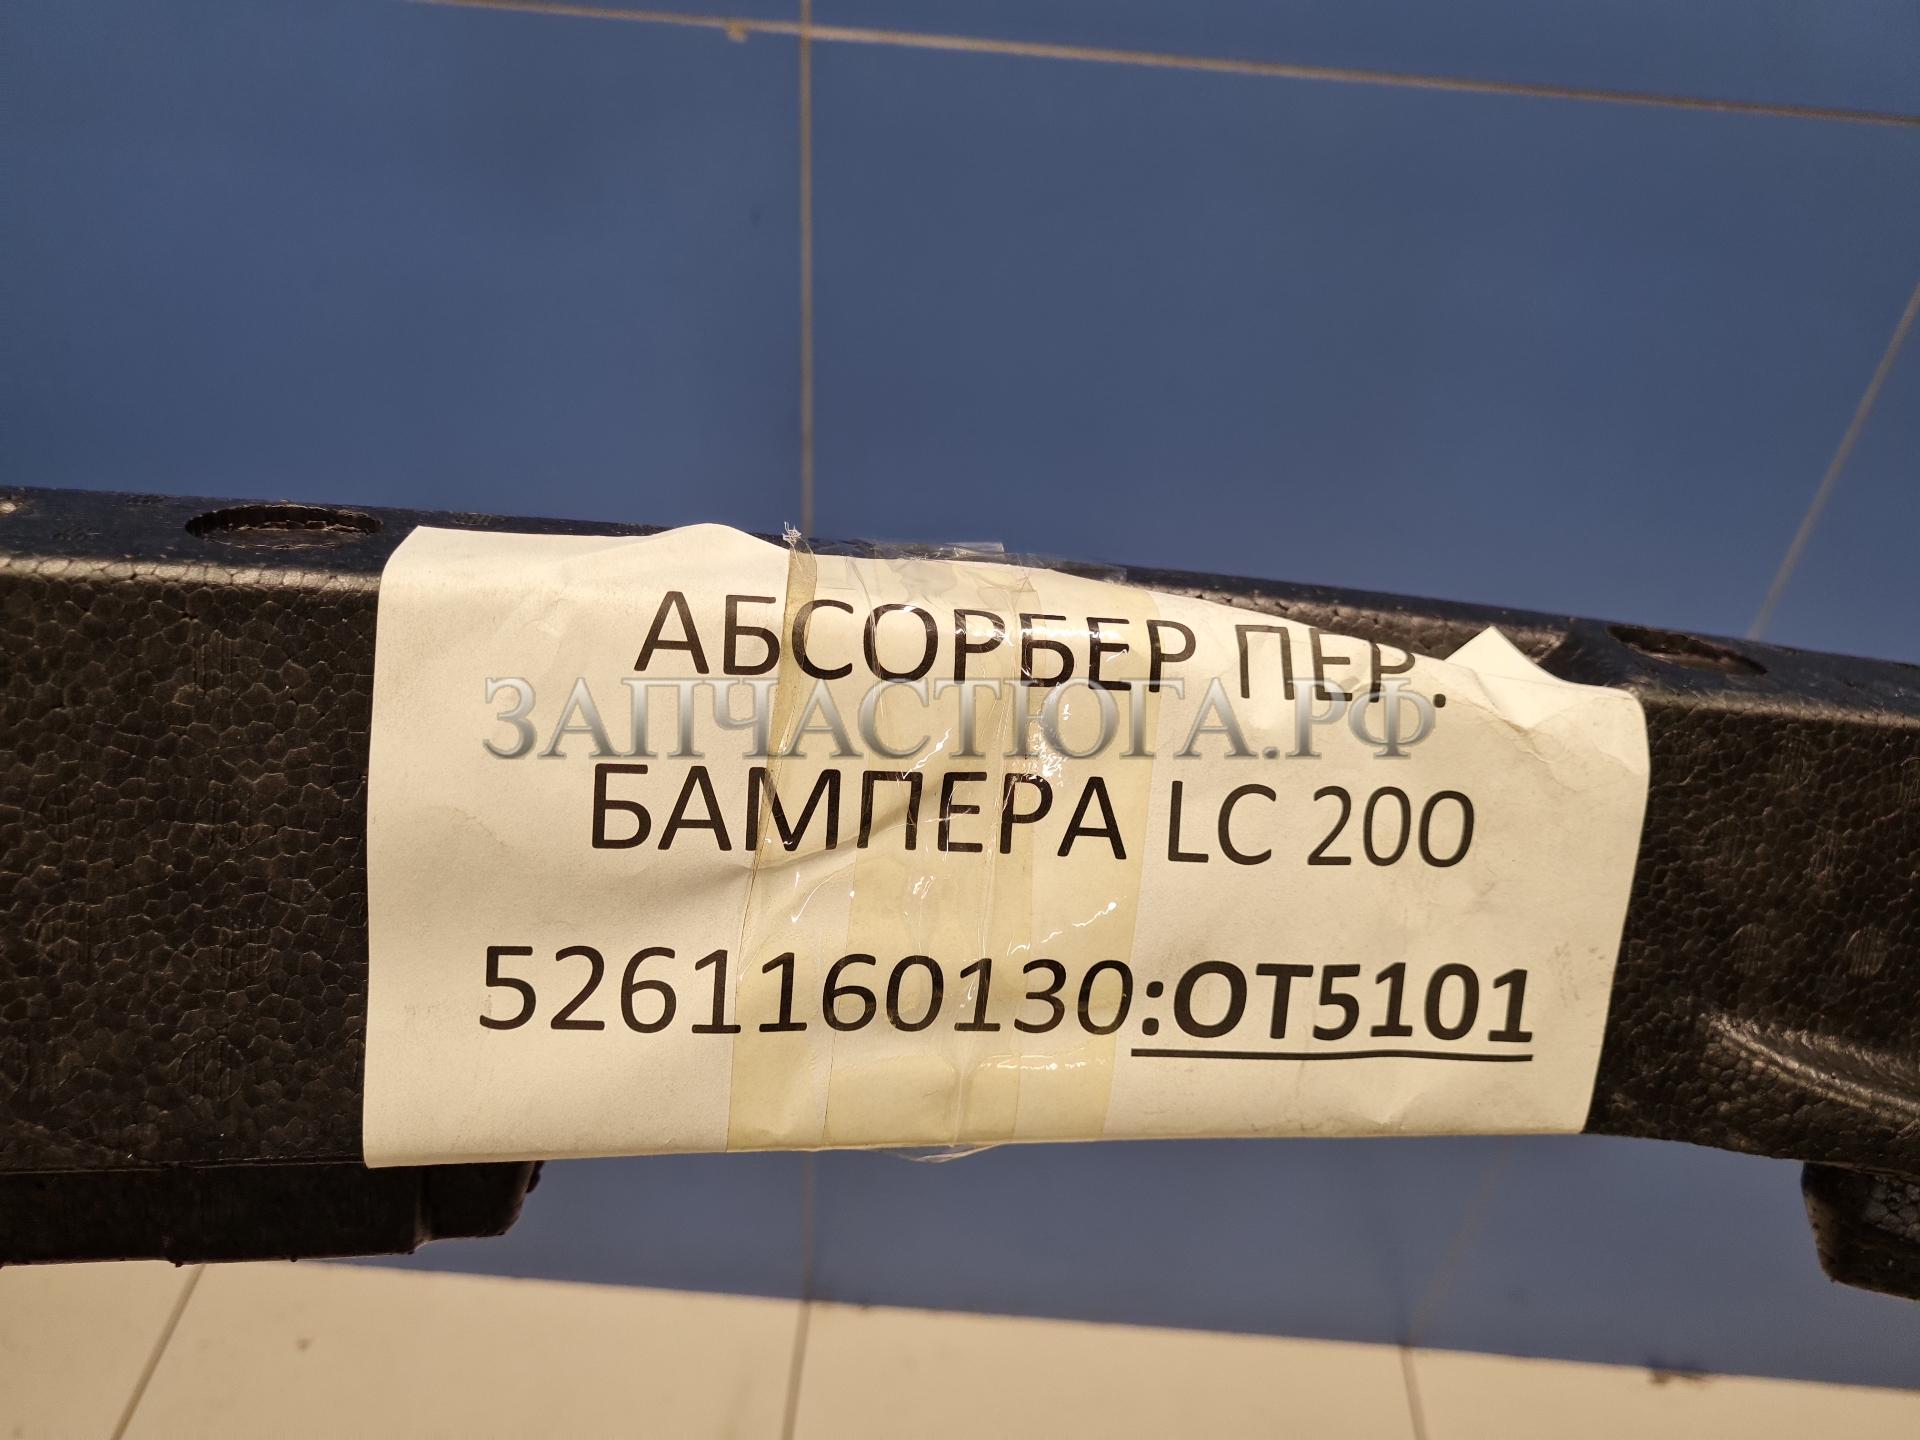 АБСОРБЕР ПЕР.
ЗАПЧАСТЮГА.РФ
БАМПЕРА LC 200
5261160130:OT5101